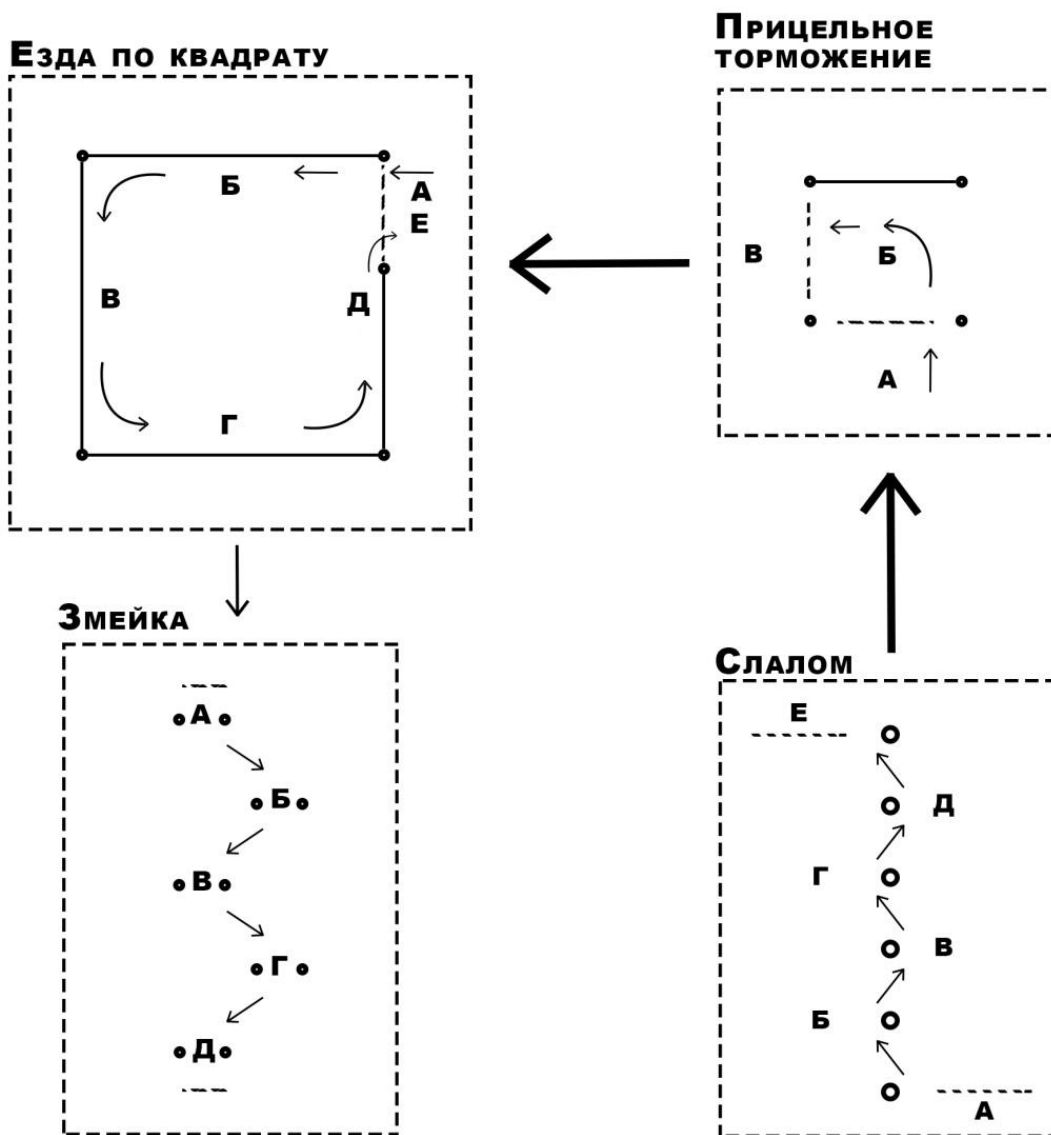 Езда по квадрату
Б
А
Е
В
Д
Г
Прицельное
торможение
В
Б
А
Змейка
А
Б
В
Г
Д
Слалом
Е
Д
Г
В
Б
А